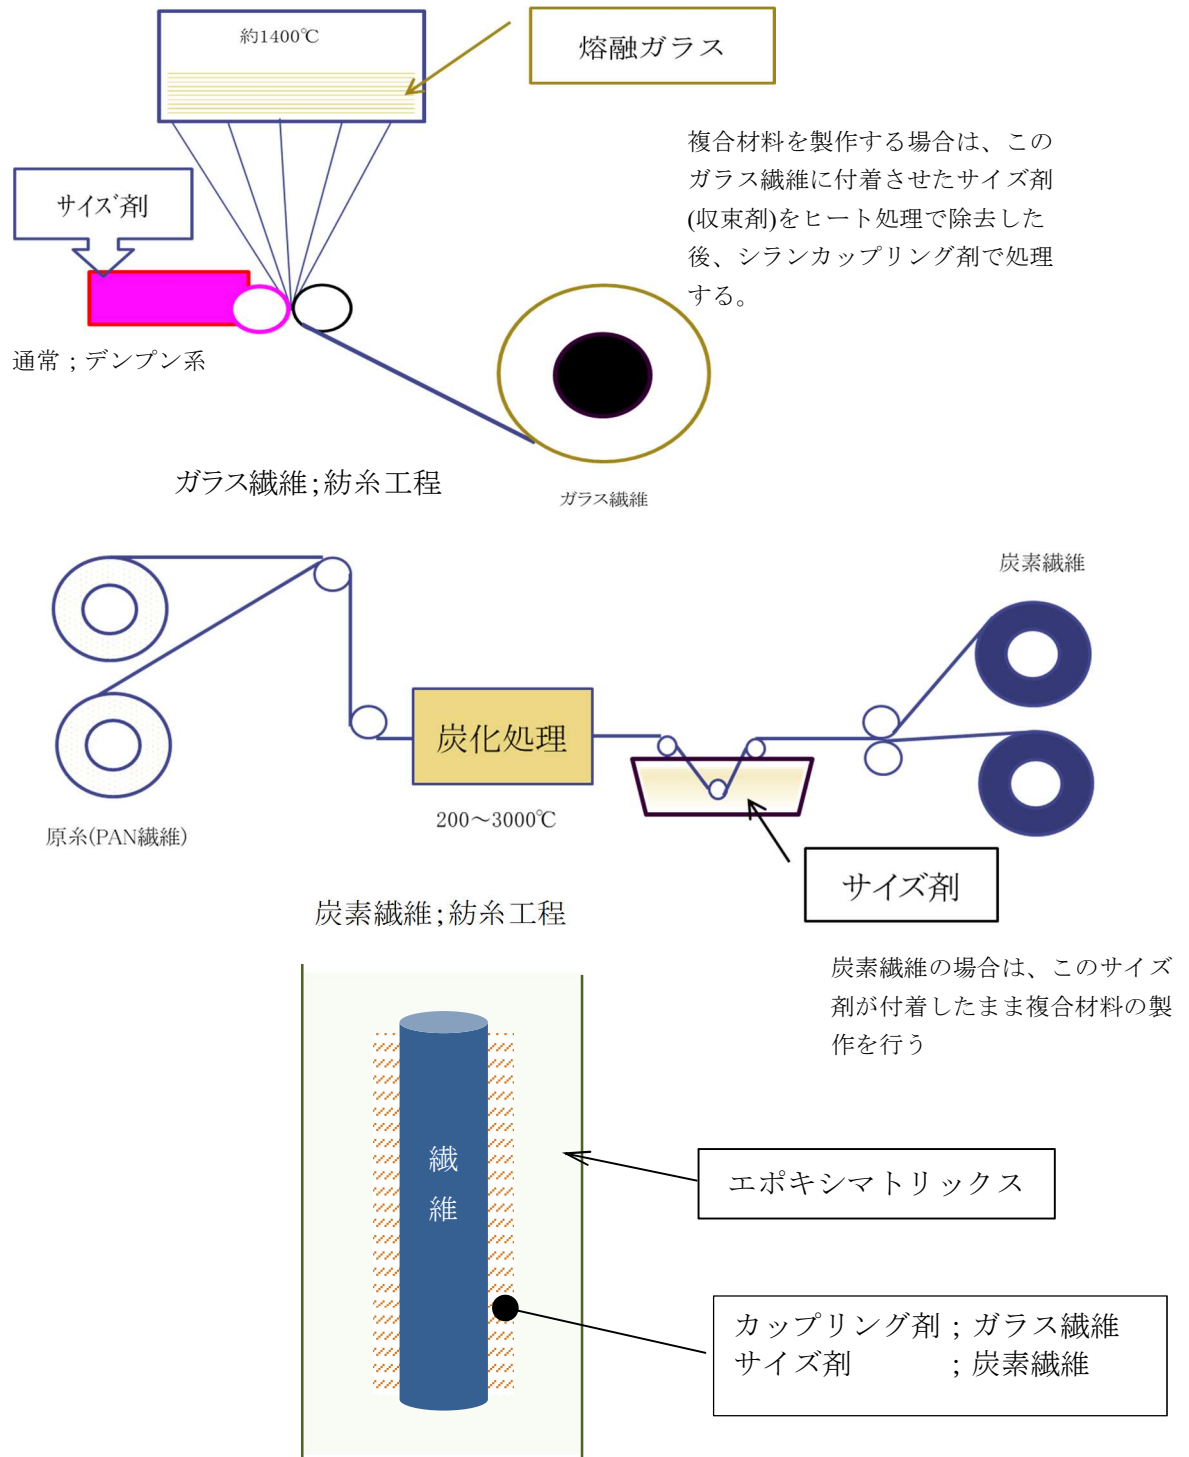 約1400℃
熔融ガラス
複合材料を製作する場合は、この
ガラス繊維に付着させたサイズ剤
(収束剤)をヒート処理で除去した
後、シランカップリング剤で処理
する。
サイズ剤
通常；デンプン系
ガラス繊維;紡糸工程
ガラス繊維
炭素繊維
炭化処理
200～3000℃
原糸(PAN繊維)
サイズ剤
炭素繊維;紡糸工程
炭素繊維の場合は、このサイズ
剤が付着したまま複合材料の製
作を行う
繊
維
エポキシマトリックス
カップリング剤；ガラス繊維
サイズ剤　　　；炭素繊維